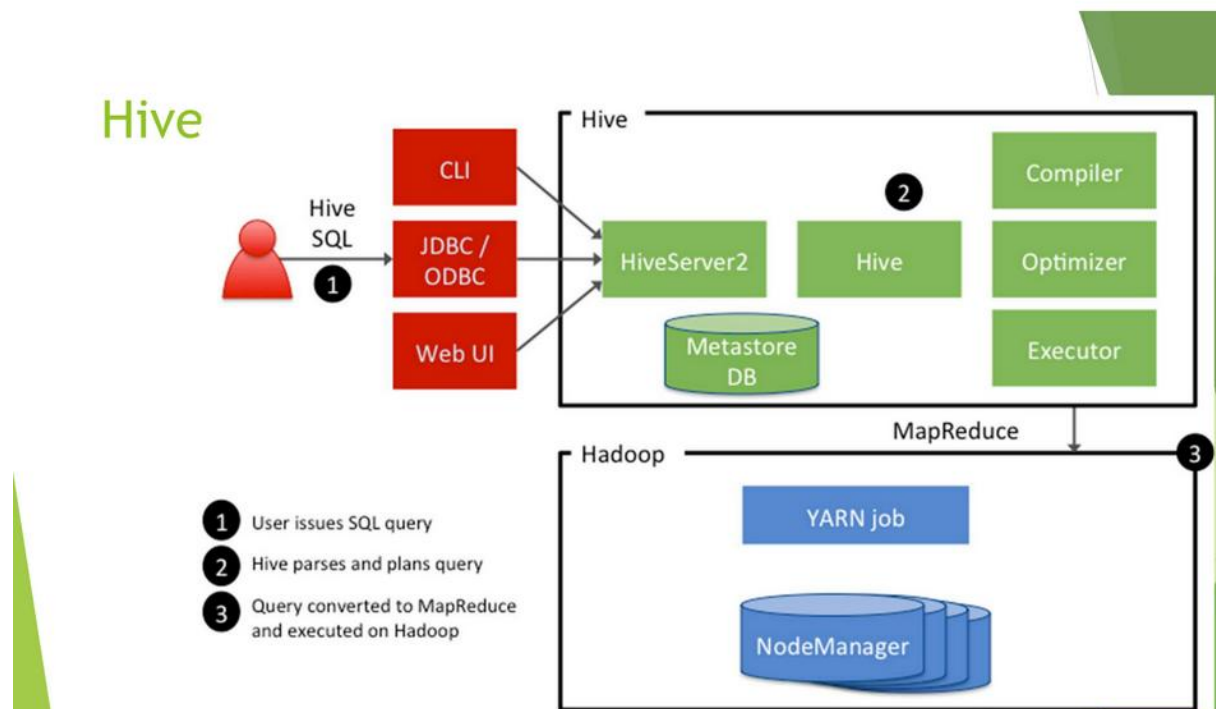 Hive
Hive
SQL
1
CLI
JDBC /
ODBC
Web UI
Hive
2
HiveServer2
Hive
Metastore
DB
Compiler
Optimizer
Executor
MapReduce
3
Hadoop
YARN job
NodeManager
1 User issues SQL query
2 Hive parses and plans query
3 Query converted to MapReduce
and executed on Hadoop